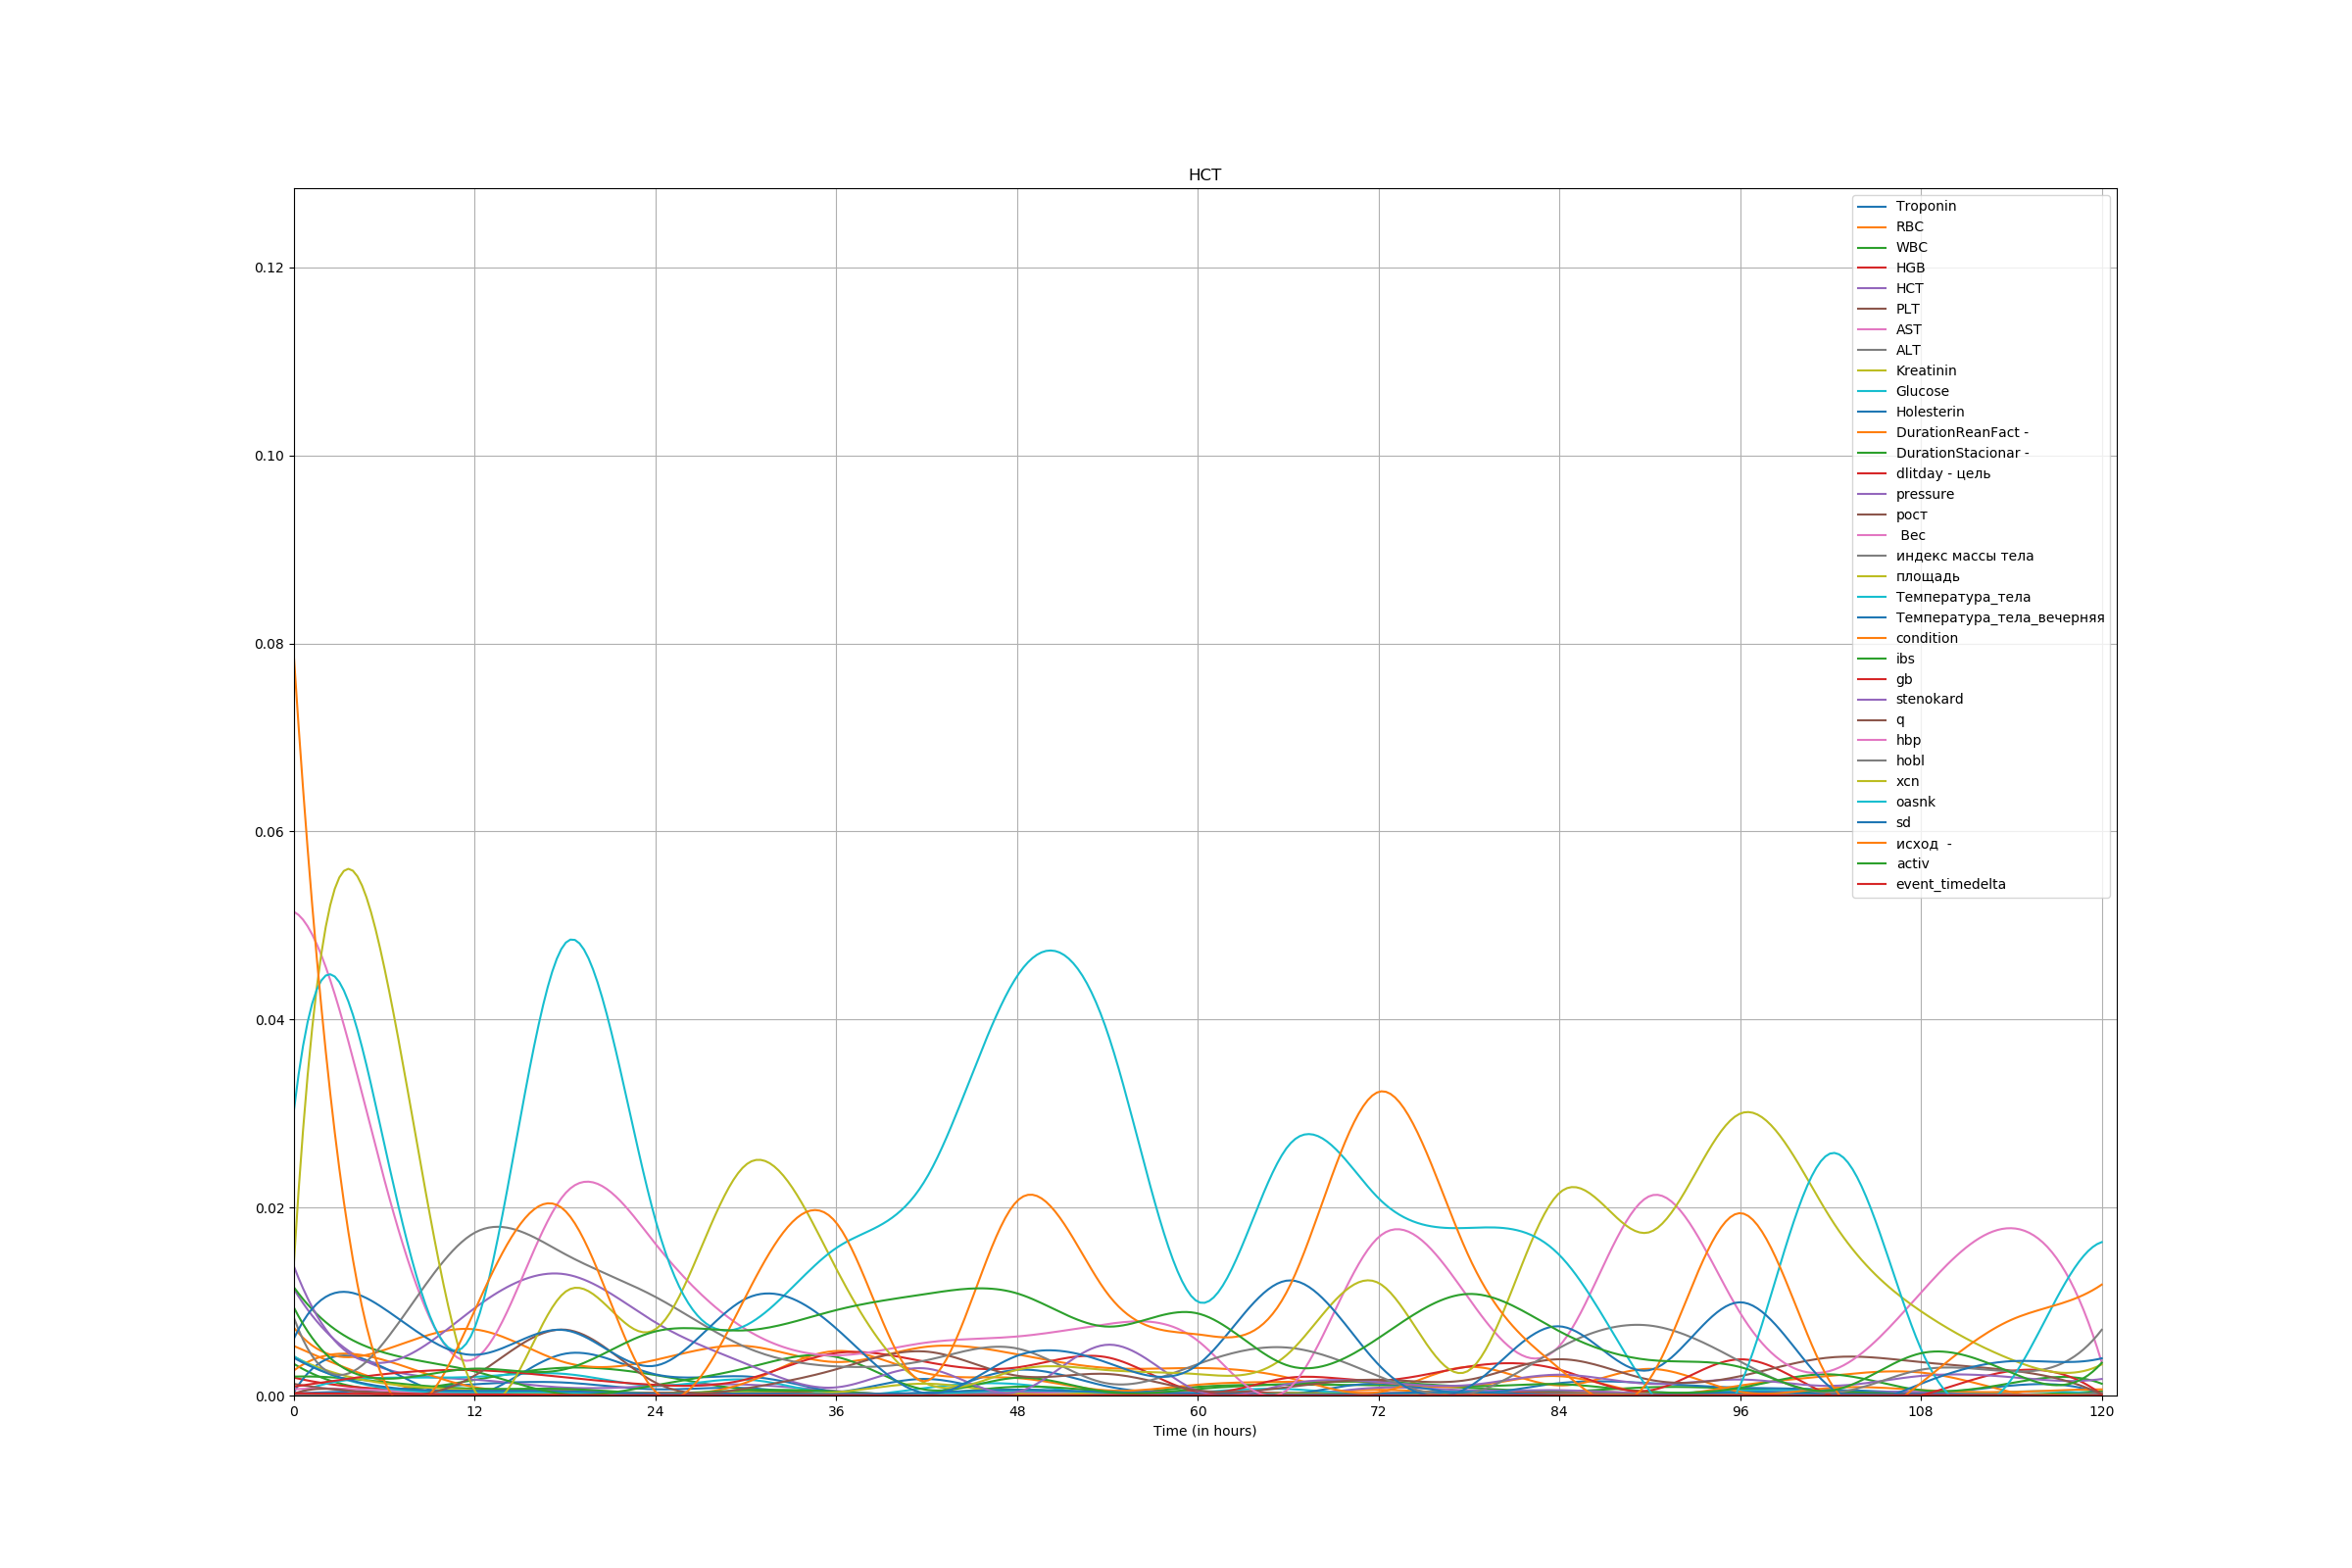 HCT
0.12
0.10
0.08
0.06
0.04
0.02
0.00
0 12 24 36 48 60 72 84 96 108 120
Time (in hours)
Troponin
RBC
WBC
HGB
HCT
PLT
AST
ALT
Kreatinin
Glucose
Holesterin
DurationReanFact -
DurationStacionar -
dlitday - цель
pressure
рост
Вес
индекс массы тела
площадь
Температура_тела
Температура_тела_вечерняя
condition
ibs
gb
stenokard
q
hbp
hobl
xcn
oasnk
sd
исход  -
activ
event_timedelta